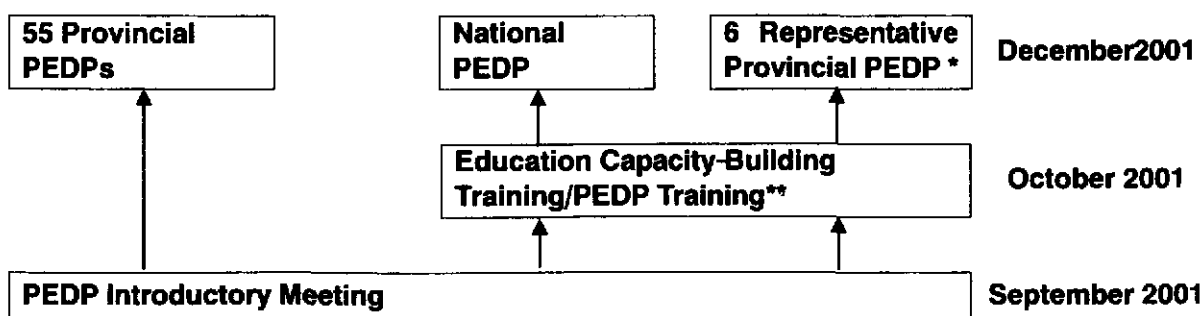 55 Provincial
PEDPs
National
PEDP
6 Representative
Provincial PEDP *
December2001
Education Capacity-Building
Training/PEDP Training**
October 2001
PEDP Introductory Meeting
September 2001